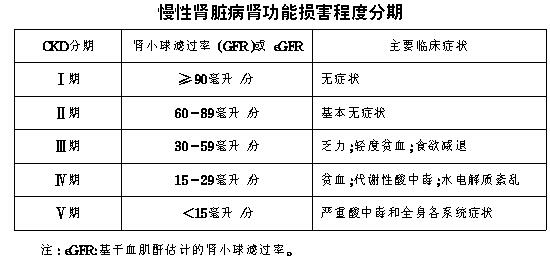 慢性肾脏病肾功能损害程度分期
CKD分期 肾小球滤过率 (GFR)或 eGFR 主要临床症状
Ⅰ期 ≥90毫升/分 无症状
Ⅱ期 60-89毫升/分 基本无症状
Ⅲ期 30-59毫升/分 乏力;轻度贫血;食欲减退
Ⅳ期 15-29毫升/分 贫血;代谢性酸中毒;水电解质紊乱
Ⅴ期 <15毫升/分 严重酸中毒和全身各系统症状
注:eGFR:基于血肌酐估计的肾小球滤过率。